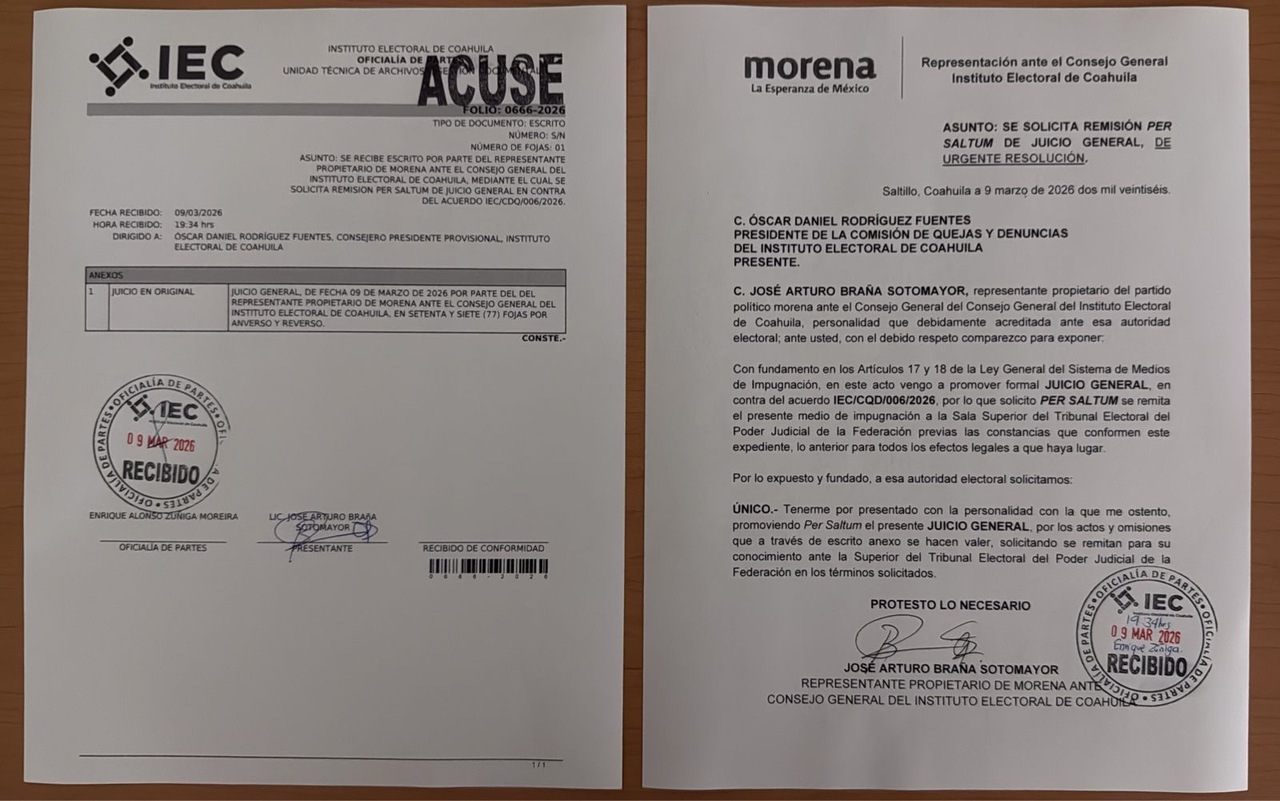 IEC
Instituto Electoral de Coahuila
INSTITUTO ELECTORAL DE COAHUILA
OFICIALÍA DE PARTES
UNIDAD TÉCNICA DE ARCHIVOS
ACUSE
FOLIO: 0666-2026
TIPO DE DOCUMENTO: ESCRITO
NÚMERO: S/N
NÚMERO DE FOJAS: 01
ASUNTO: SE RECIBE ESCRITO POR PARTE DEL REPRESENTANTE
PROPIETARIO DE MORENA ANTE EL CONSEJO GENERAL DEL
INSTITUTO ELECTORAL DE COAHUILA, MEDIANTE EL CUAL SE
SOLICITA REMISION PER SALTUM DE JUICIO GENERAL EN CONTRA
DEL ACUERDO IEC/CDQ/006/2026.
FECHA RECIBIDO: 09/03/2026
HORA RECIBIDO: 19:34 hrs
DIRIGIDO A: ÓSCAR DANIEL RODRÍGUEZ FUENTES, CONSEJERO PRESIDENTE PROVISIONAL, INSTITUTO
ELECTORAL DE COAHUILA
ANEXOS
1 JUICIO EN ORIGINAL JUICIO GENERAL, DE FECHA 09 DE MARZO DE 2026 POR PARTE DEL DEL
REPRESENTANTE PROPIETARIO DE MORENA ANTE EL CONSEJO GENERAL DEL
INSTITUTO ELECTORAL DE COAHUILA, EN SETENTA Y SIETE (77) FOJAS POR
ANVERSO Y REVERSO.
CONSTE.-
OFICIALÍA DE PARTES
IEC
Instituto Electoral de Coahuila
09 MAR 2026
RECIBIDO
OFICIALÍA DE PARTES
ENRIQUE ALONSO ZUÑIGA MOREIRA
OFICIALÍA DE PARTES
LIC. JOSE ARTURO BRAÑA
SOTOMAYOR
PRESENTANTE
RECIBIDO DE CONFORMIDAD
0666-2026
1/1
morena
La Esperanza de México
Representación ante el Consejo General
Instituto Electoral de Coahuila
ASUNTO: SE SOLICITA REMISIÓN PER
SALTUM DE JUICIO GENERAL, DE
URGENTE RESOLUCIÓN.
Saltillo, Coahuila a 9 marzo de 2026 dos mil veintiséis.
C. ÓSCAR DANIEL RODRÍGUEZ FUENTES
PRESIDENTE DE LA COMISIÓN DE QUEJAS Y DENUNCIAS
DEL INSTITUTO ELECTORAL DE COAHUILA
PRESENTE.
C. JOSÉ ARTURO BRAÑA SOTOMAYOR, representante propietario del partido
político morena ante el Consejo General del Consejo General del Instituto Electoral
de Coahuila, personalidad que debidamente acreditada ante esa autoridad
electoral; ante usted, con el debido respeto comparezco para exponer:
Con fundamento en los Artículos 17 y 18 de la Ley General del Sistema de Medios
de Impugnación, en este acto vengo a promover formal JUICIO GENERAL, en
contra del acuerdo IEC/CQD/006/2026, por lo que solicito PER SALTUM se remita
el presente medio de impugnación a la Sala Superior del Tribunal Electoral del
Poder Judicial de la Federación previas las constancias que conformen este
expediente, lo anterior para todos los efectos legales a que haya lugar.
Por lo expuesto y fundado, a esa autoridad electoral solicitamos:
ÚNICO.- Tenerme por presentado con la personalidad con la que me ostento,
promoviendo Per Saltum el presente JUICIO GENERAL, por los actos y omisiones
que a través de escrito anexo se hacen valer, solicitando se remitan para su
conocimiento ante la Superior del Tribunal Electoral del Poder Judicial de la
Federación en los términos solicitados.
PROTESTO LO NECESARIO
JOSÉ ARTURO BRAÑA SOTOMAYOR
REPRESENTANTE PROPIETARIO DE MORENA ANTE
CONSEJO GENERAL DEL INSTITUTO ELECTORAL DE COAHUILA
OFICIALÍA DE PARTES
IEC
Instituto Electoral de Coahuila
19:34hrs
09 MAR 2026
Enrique Zúñiga.
RECIBIDO
OFICIALÍA DE PARTES